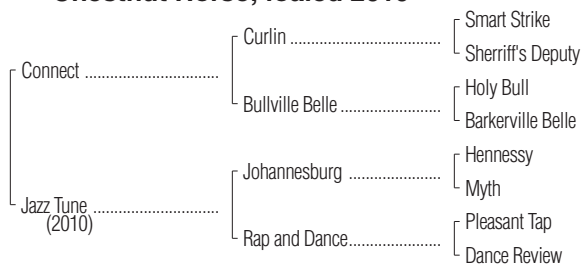 Chestnut Horse, foaled
Smart Strike
Curlin
Sherriff's Deputy
Connect
Holy Bull
Bullville Belle
Barkerville Belle
Hennessy
Johannesburg
Myth
Jazz Tune
(2010)
Pleasant Tap
Rap and Dance
Dance Review